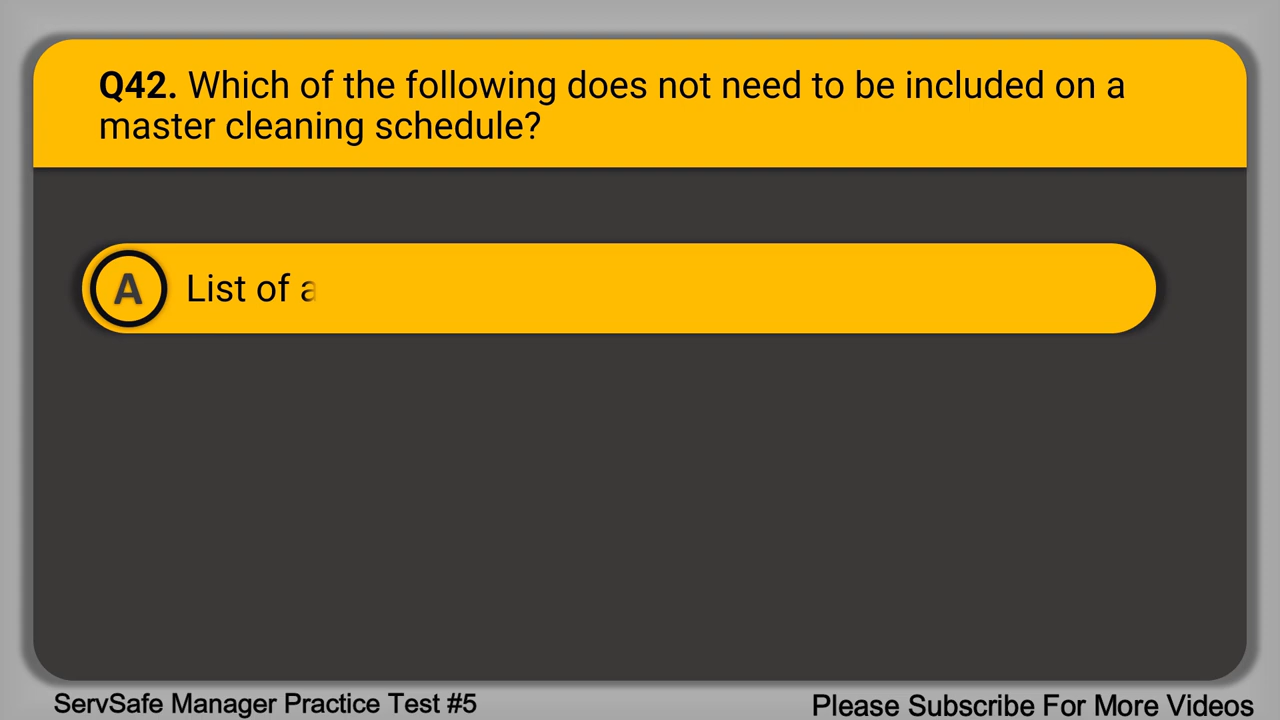 Q42. Which of the following does not need to be included on a
master cleaning schedule?
A List of a
ServSafe Manager Practice Test #5
Please Subscribe For More Videos